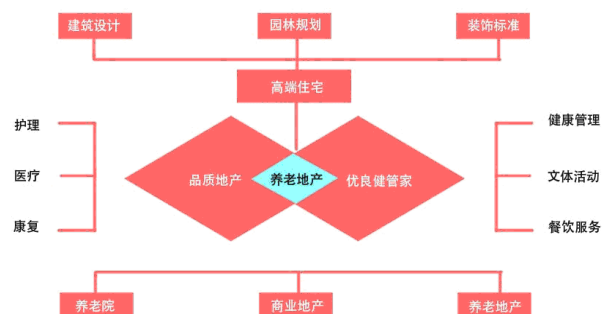 建筑设计
园林规划
装饰标准
高端住宅
护理
医疗
康复
品质地产
养老地产
优良健管家
健康管理
文体活动
餐饮服务
养老院
商业地产
养老地产